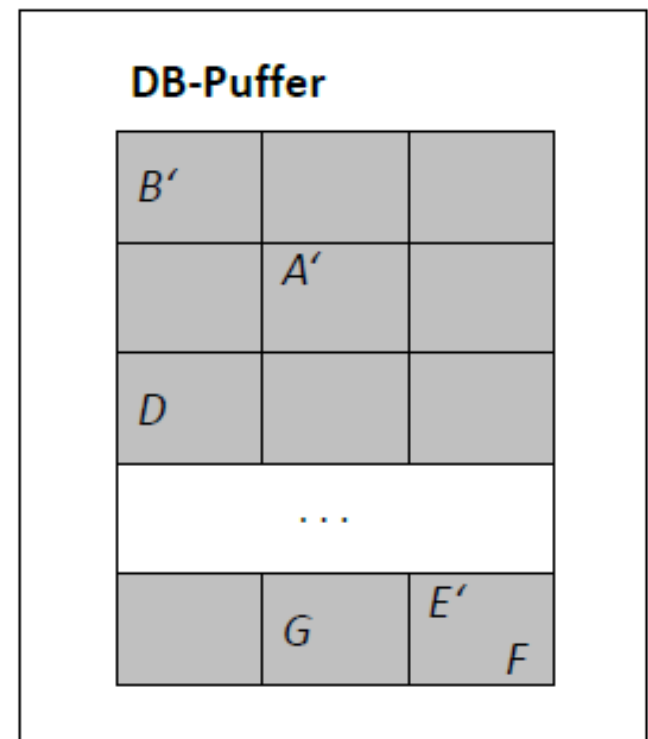 DB-Puffer
B‘
A‘
D
. . .
G
E‘
F